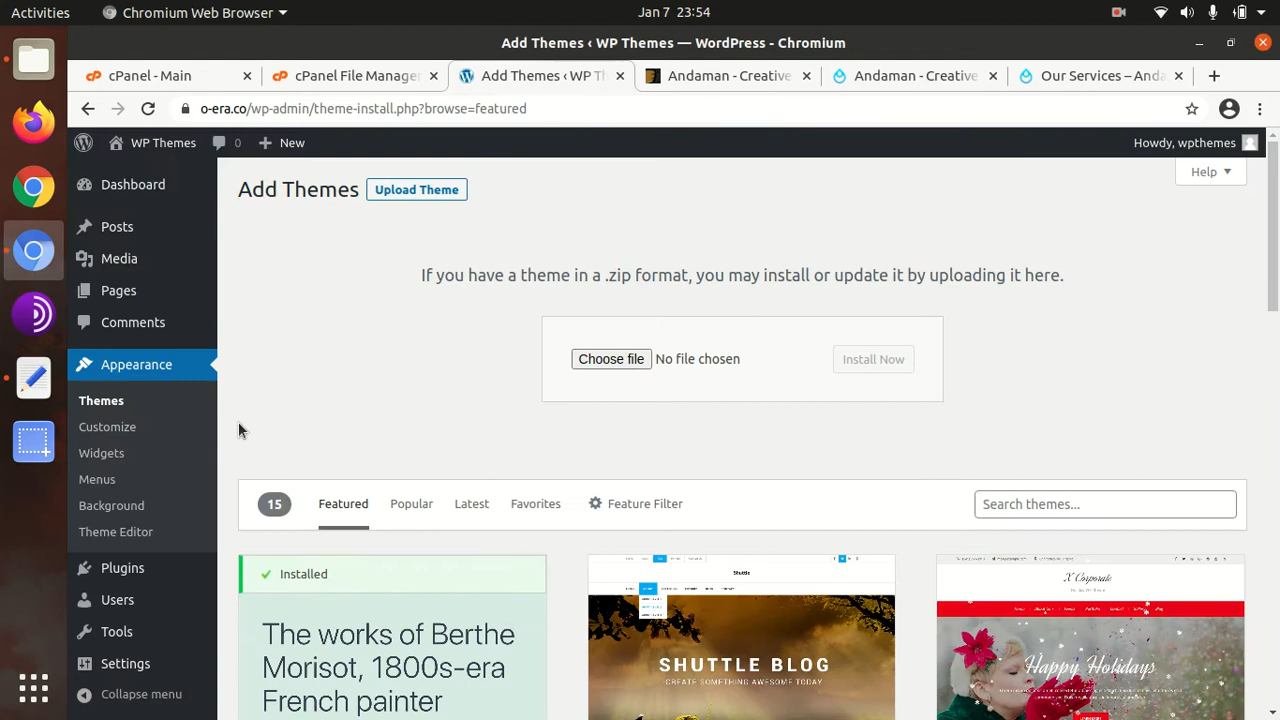 Activities
Chromium Web Browser
Jan 7 23:54
Add Themes ‹ WP Themes — WordPress - Chromium
cPanel - Main
cPanel File Manage
Add Themes ‹ WP Th
Andaman - Creative
Andaman - Creative
Our Services – Anda
o-era.co/wp-admin/theme-install.php?browse=featured
WP Themes
0
New
Howdy, wpthemes
Dashboard
Posts
Media
Pages
Comments
Appearance
Themes
Customize
Widgets
Menus
Background
Theme Editor
Plugins
Users
Tools
Settings
Collapse menu
Help
Add Themes
Upload Theme
If you have a theme in a .zip format, you may install or update it by uploading it here.
Choose file No file chosen
Install Now
15
Featured
Popular
Latest
Favorites
Feature Filter
Search themes...
Installed
The works of Berthe
Morisot, 1800s-era
French painter
Shuttle
SHUTTLE BLOG
CREATE SOMETHING AWESOME TODAY
X Corporate
Happy Holidays